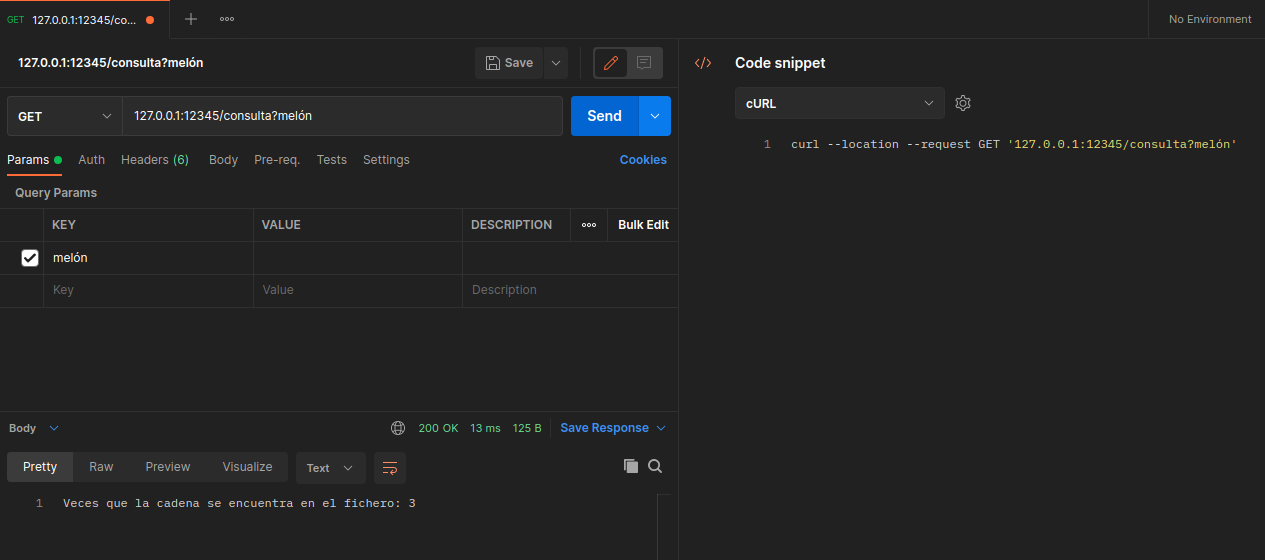 GET 127.0.0.1:12345/co...
No Environment
127.0.0.1:12345/consulta?melón
Save
GET
127.0.0.1:12345/consulta?melón
Send
Params
Auth
Headers (6)
Body
Pre-req.
Tests
Settings
Cookies
Query Params
KEY
VALUE
DESCRIPTION
Bulk Edit
melón
Key
Value
Description
Body
200 OK
13 ms
125 B
Save Response
Pretty
Raw
Preview
Visualize
Text
1 Veces que la cadena se encuentra en el fichero: 3
</> Code snippet
cURL
1 curl --location --request GET '127.0.0.1:12345/consulta?melón'